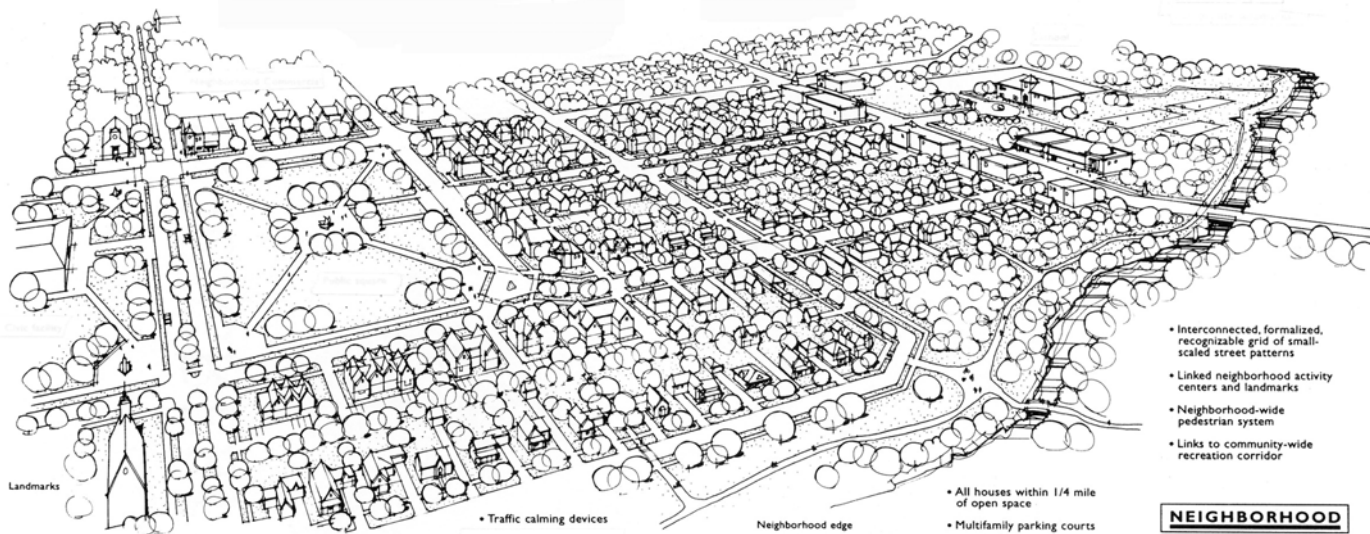 • Interconnected, formalized,
recognizable grid of small-
scaled street patterns
• Linked neighborhood activity
centers and landmarks
• Neighborhood-wide
pedestrian system
• Links to community-wide
recreation corridor
Landmarks
• Traffic calming devices
Neighborhood edge
• All houses within 1/4 mile
of open space
• Multifamily parking courts
NEIGHBORHOOD